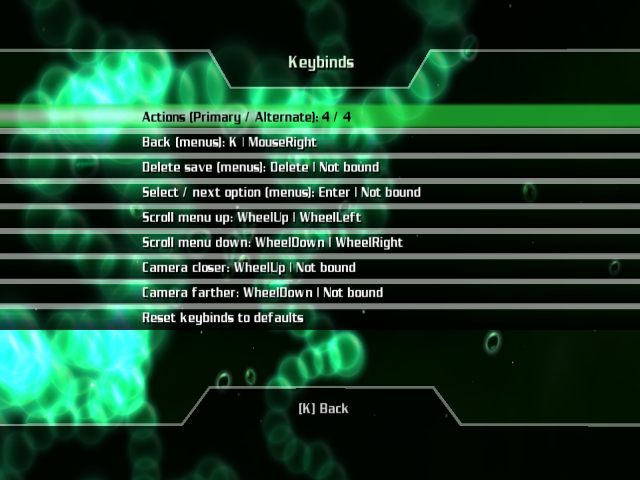 Keybinds
Actions (Primary / Alternate): 4 / 4
Back (menus): K | MouseRight
Delete save (menus): Delete | Not bound
Select / next option (menus): Enter | Not bound
Scroll menu up: WheelUp | WheelLeft
Scroll menu down: WheelDown | WheelRight
Camera closer: WheelUp | Not bound
Camera farther: WheelDown | Not bound
Reset keybinds to defaults
[K] Back